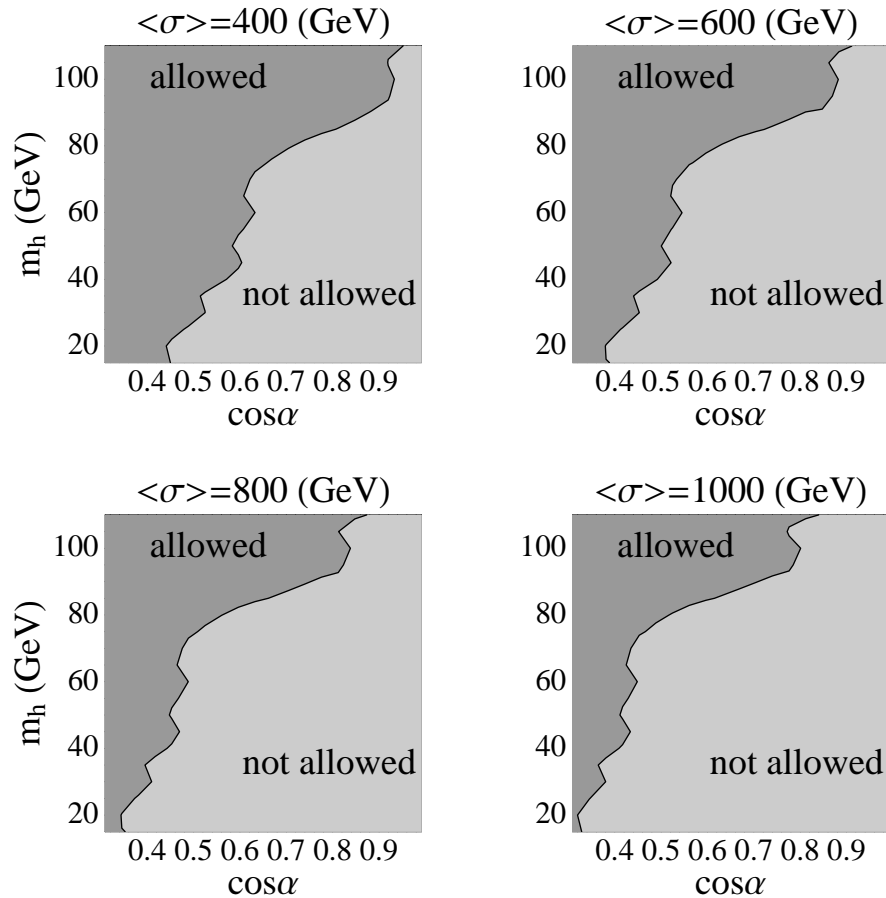 <σ>=400 (GeV)
100
80
60
40
20
m_h (GeV)
allowed
not allowed
0.4 0.5 0.6 0.7 0.8 0.9
cosα
<σ>=600 (GeV)
100
80
60
40
20
allowed
not allowed
0.4 0.5 0.6 0.7 0.8 0.9
cosα
<σ>=800 (GeV)
100
80
60
40
20
m_h (GeV)
allowed
not allowed
0.4 0.5 0.6 0.7 0.8 0.9
cosα
<σ>=1000 (GeV)
100
80
60
40
20
allowed
not allowed
0.4 0.5 0.6 0.7 0.8 0.9
cosα